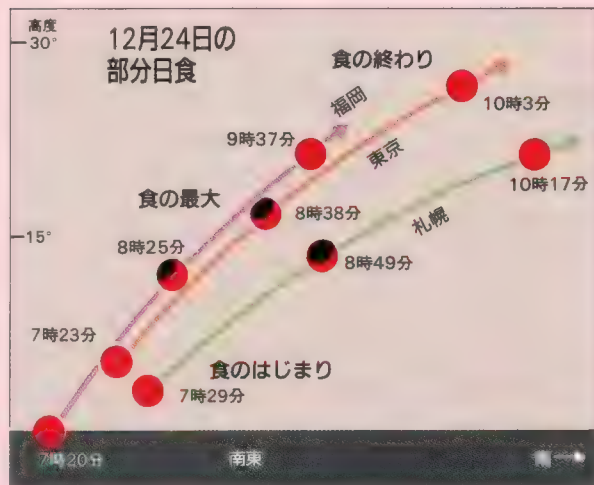 高度
30°
12月24日の
部分日食
食の終わり
福岡
10時3分
9時37分
東京
食の最大
8時38分
10時17分
15°
8時25分
札幌
8時49分
7時23分
食のはじまり
7時29分
7時20分
南東
南